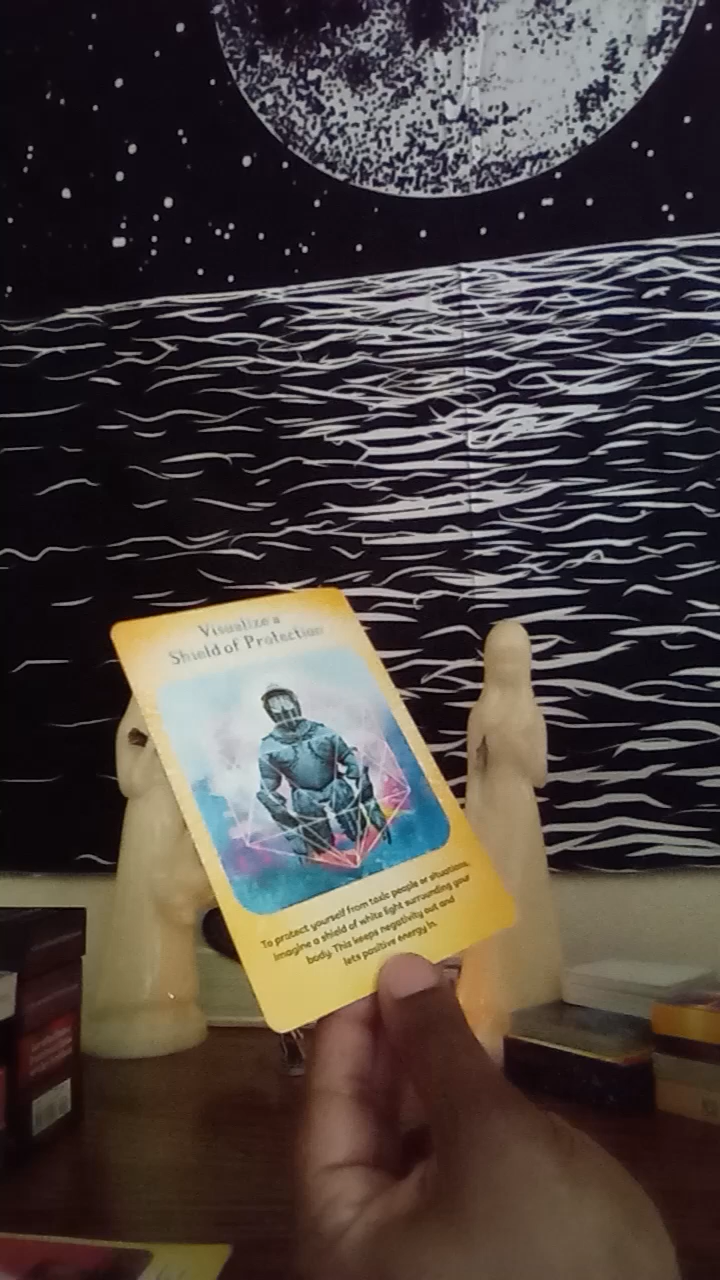 Visualize a
Shield of Protection
To protect yourself from toxic people or situations,
imagine a shield of white light surrounding your
body. This keeps negativity out and
lets positive energy in.